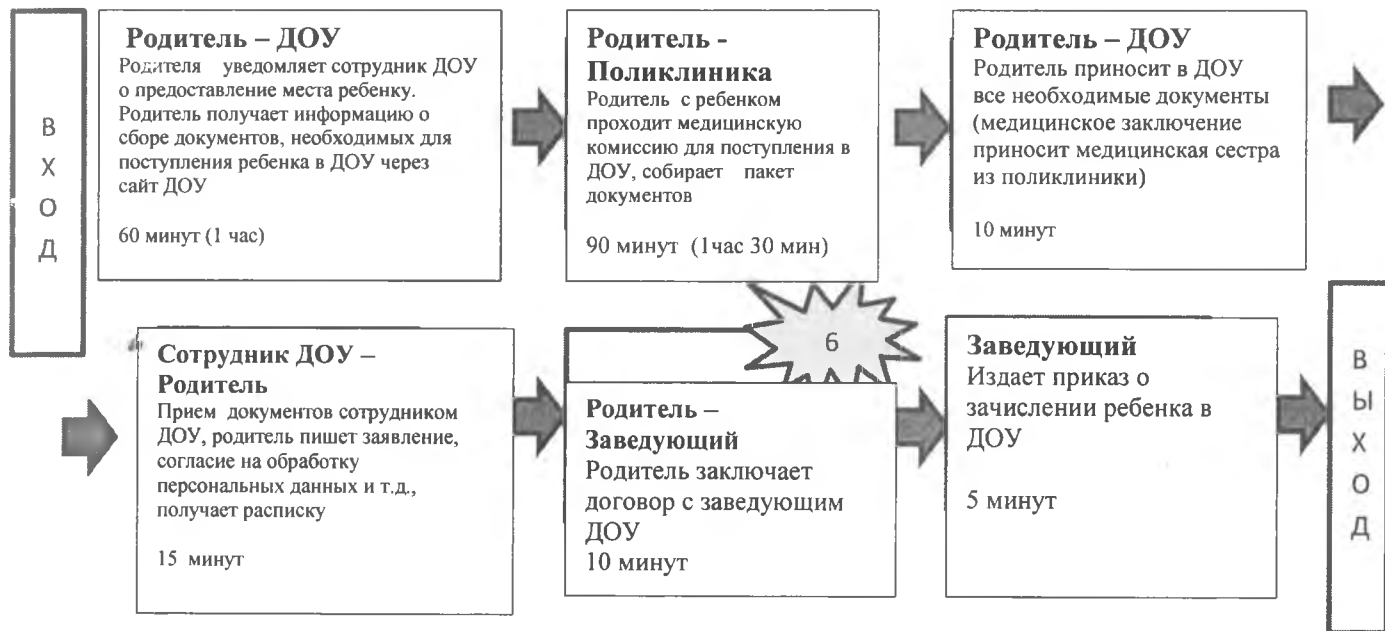 ВХОД
Родитель – ДОУ
Родителя уведомляет сотрудник ДОУ
о предоставление места ребенку.
Родитель получает информацию о
сборе документов, необходимых для
поступления ребенка в ДОУ через
сайт ДОУ
60 минут (1 час)
Родитель -
Поликлиника
Родитель с ребенком
проходит медицинскую
комиссию для поступления в
ДОУ, собирает пакет
документов
90 минут (1час 30 мин)
Родитель – ДОУ
Родитель приносит в ДОУ
все необходимые документы
(медицинское заключение
приносит медицинская сестра
из поликлиники)
10 минут
Сотрудник ДОУ –
Родитель
Прием документов сотрудником
ДОУ, родитель пишет заявление,
согласие на обработку
персональных данных и т.д.,
получает расписку
15 минут
6
Родитель –
Заведующий
Родитель заключает
договор с заведующим
ДОУ
10 минут
Заведующий
Издает приказ о
зачислении ребенка в
ДОУ
5 минут
ВЫХОД